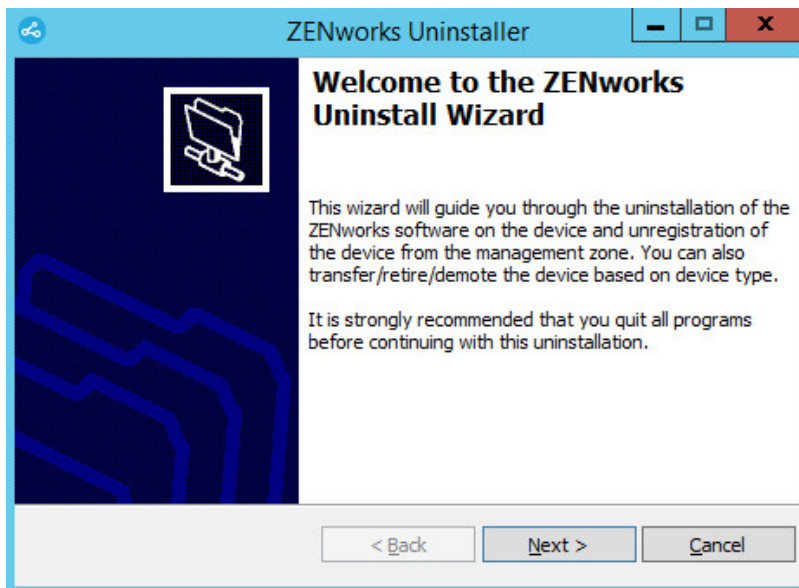 ZENworks Uninstaller
Welcome to the ZENworks
Uninstall Wizard
This wizard will guide you through the uninstallation of the
ZENworks software on the device and unregistration of
the device from the management zone. You can also
transfer/retire/demote the device based on device type.
It is strongly recommended that you quit all programs
before continuing with this uninstallation.
< Back
Next >
Cancel